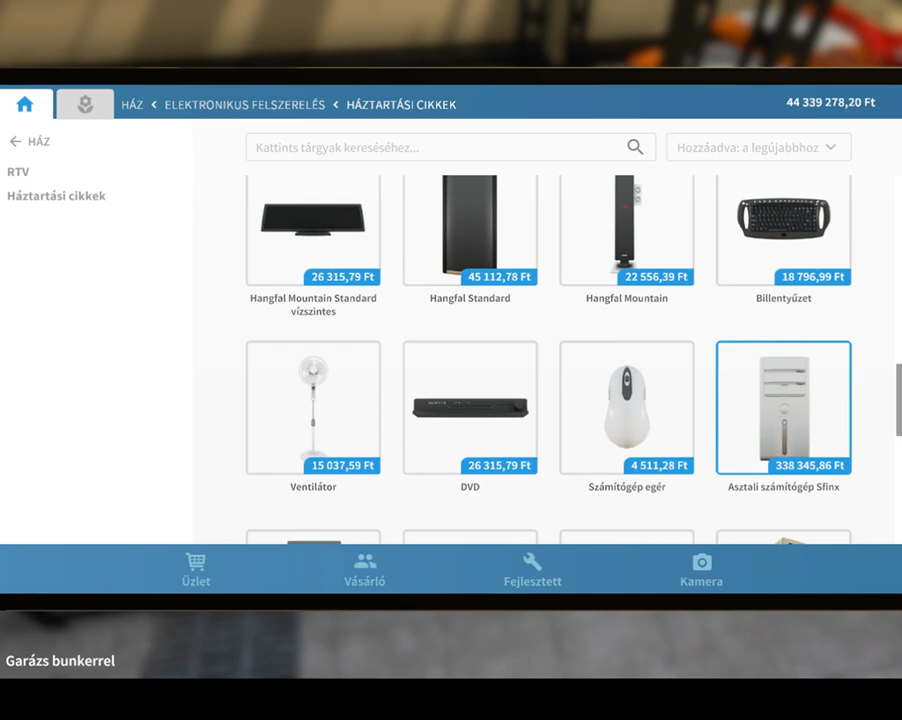 HÁZ < ELEKTRONIKUS FELSZERELÉS < HÁZTARTÁSI CIKKEK
44 339 278,20 Ft
← HÁZ
RTV
Háztartási cikkek
Kattints tárgyak kereséséhez...
Hozzáadva: a legújabbhoz
26 315,79 Ft
45 112,78 Ft
22 556,39 Ft
18 796,99 Ft
Hangfal Mountain Standard vízszintes
Hangfal Standard
Hangfal Mountain
Billentyűzet
15 037,59 Ft
26 315,79 Ft
4 511,28 Ft
338 345,86 Ft
Ventilátor
DVD
Számítógép egér
Asztali számítógép Sfinx
Üzlet
Vásárló
Fejlesztett
Kamera
Garázs bunkerrel